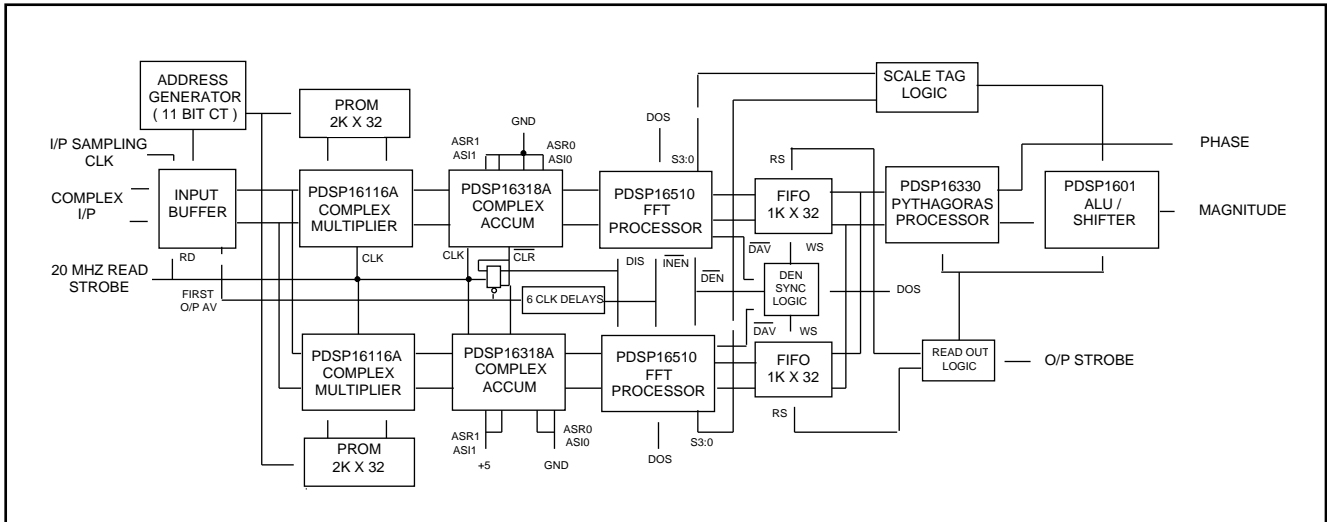 ADDRESS
GENERATOR
( 11 BIT CT )
PROM
2K X 32
SCALE TAG
LOGIC
GND
DOS
ASR1
ASI1
ASR0
ASI0
S3:0
RS
I/P SAMPLING
CLK
PHASE
COMPLEX
I/P
INPUT
BUFFER
PDSP16116A
COMPLEX
MULTIPLIER
PDSP16318A
COMPLEX
ACCUM
PDSP16510
FFT
PROCESSOR
FIFO
1K X 32
PDSP16330
PYTHAGORAS
PROCESSOR
PDSP1601
ALU /
SHIFTER
MAGNITUDE
RD
CLK
CLK
CLR
DIS
INEN
DEN
DAV
WS
20 MHZ READ
STROBE
FIRST
O/P AV
6 CLK DELAYS
DEN
SYNC
LOGIC
DOS
DAV
WS
PDSP16116A
COMPLEX
MULTIPLIER
PDSP16318A
COMPLEX
ACCUM
PDSP16510
FFT
PROCESSOR
FIFO
1K X 32
READ OUT
LOGIC
O/P STROBE
RS
ASR1
ASI1
ASR0
ASI0
S3:0
+5
GND
DOS
PROM
2K X 32